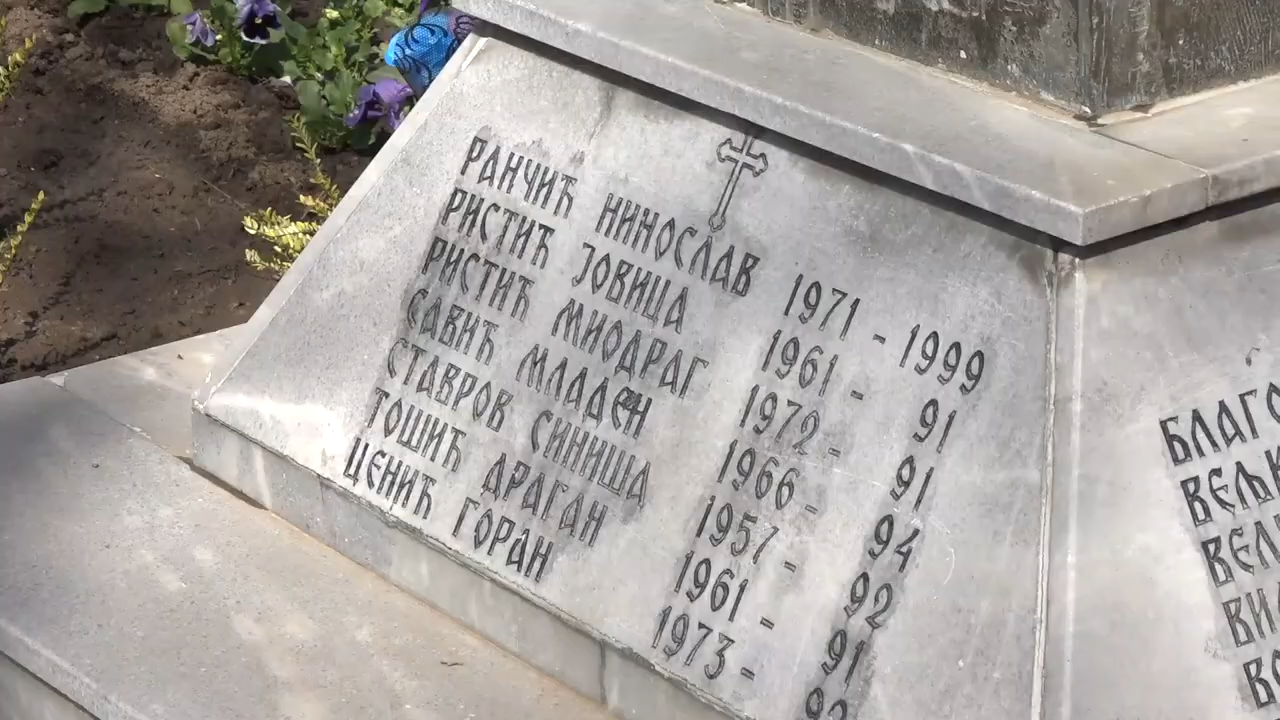 РАНЧИЋ НИНОСЛАВ 1971 - 1999
РИСТИЋ ЈОВИЦА 1961 - 91
РИСТИЋ МИОДРАГ 1972 - 91
САВИЋ МЛАДЕН 1966 - 94
СТАВРОВ СИНИША 1957 - 92
ТОШИЋ ДРАГАН 1961 - 91
ЦЕНИЋ ГОРАН 1973 -